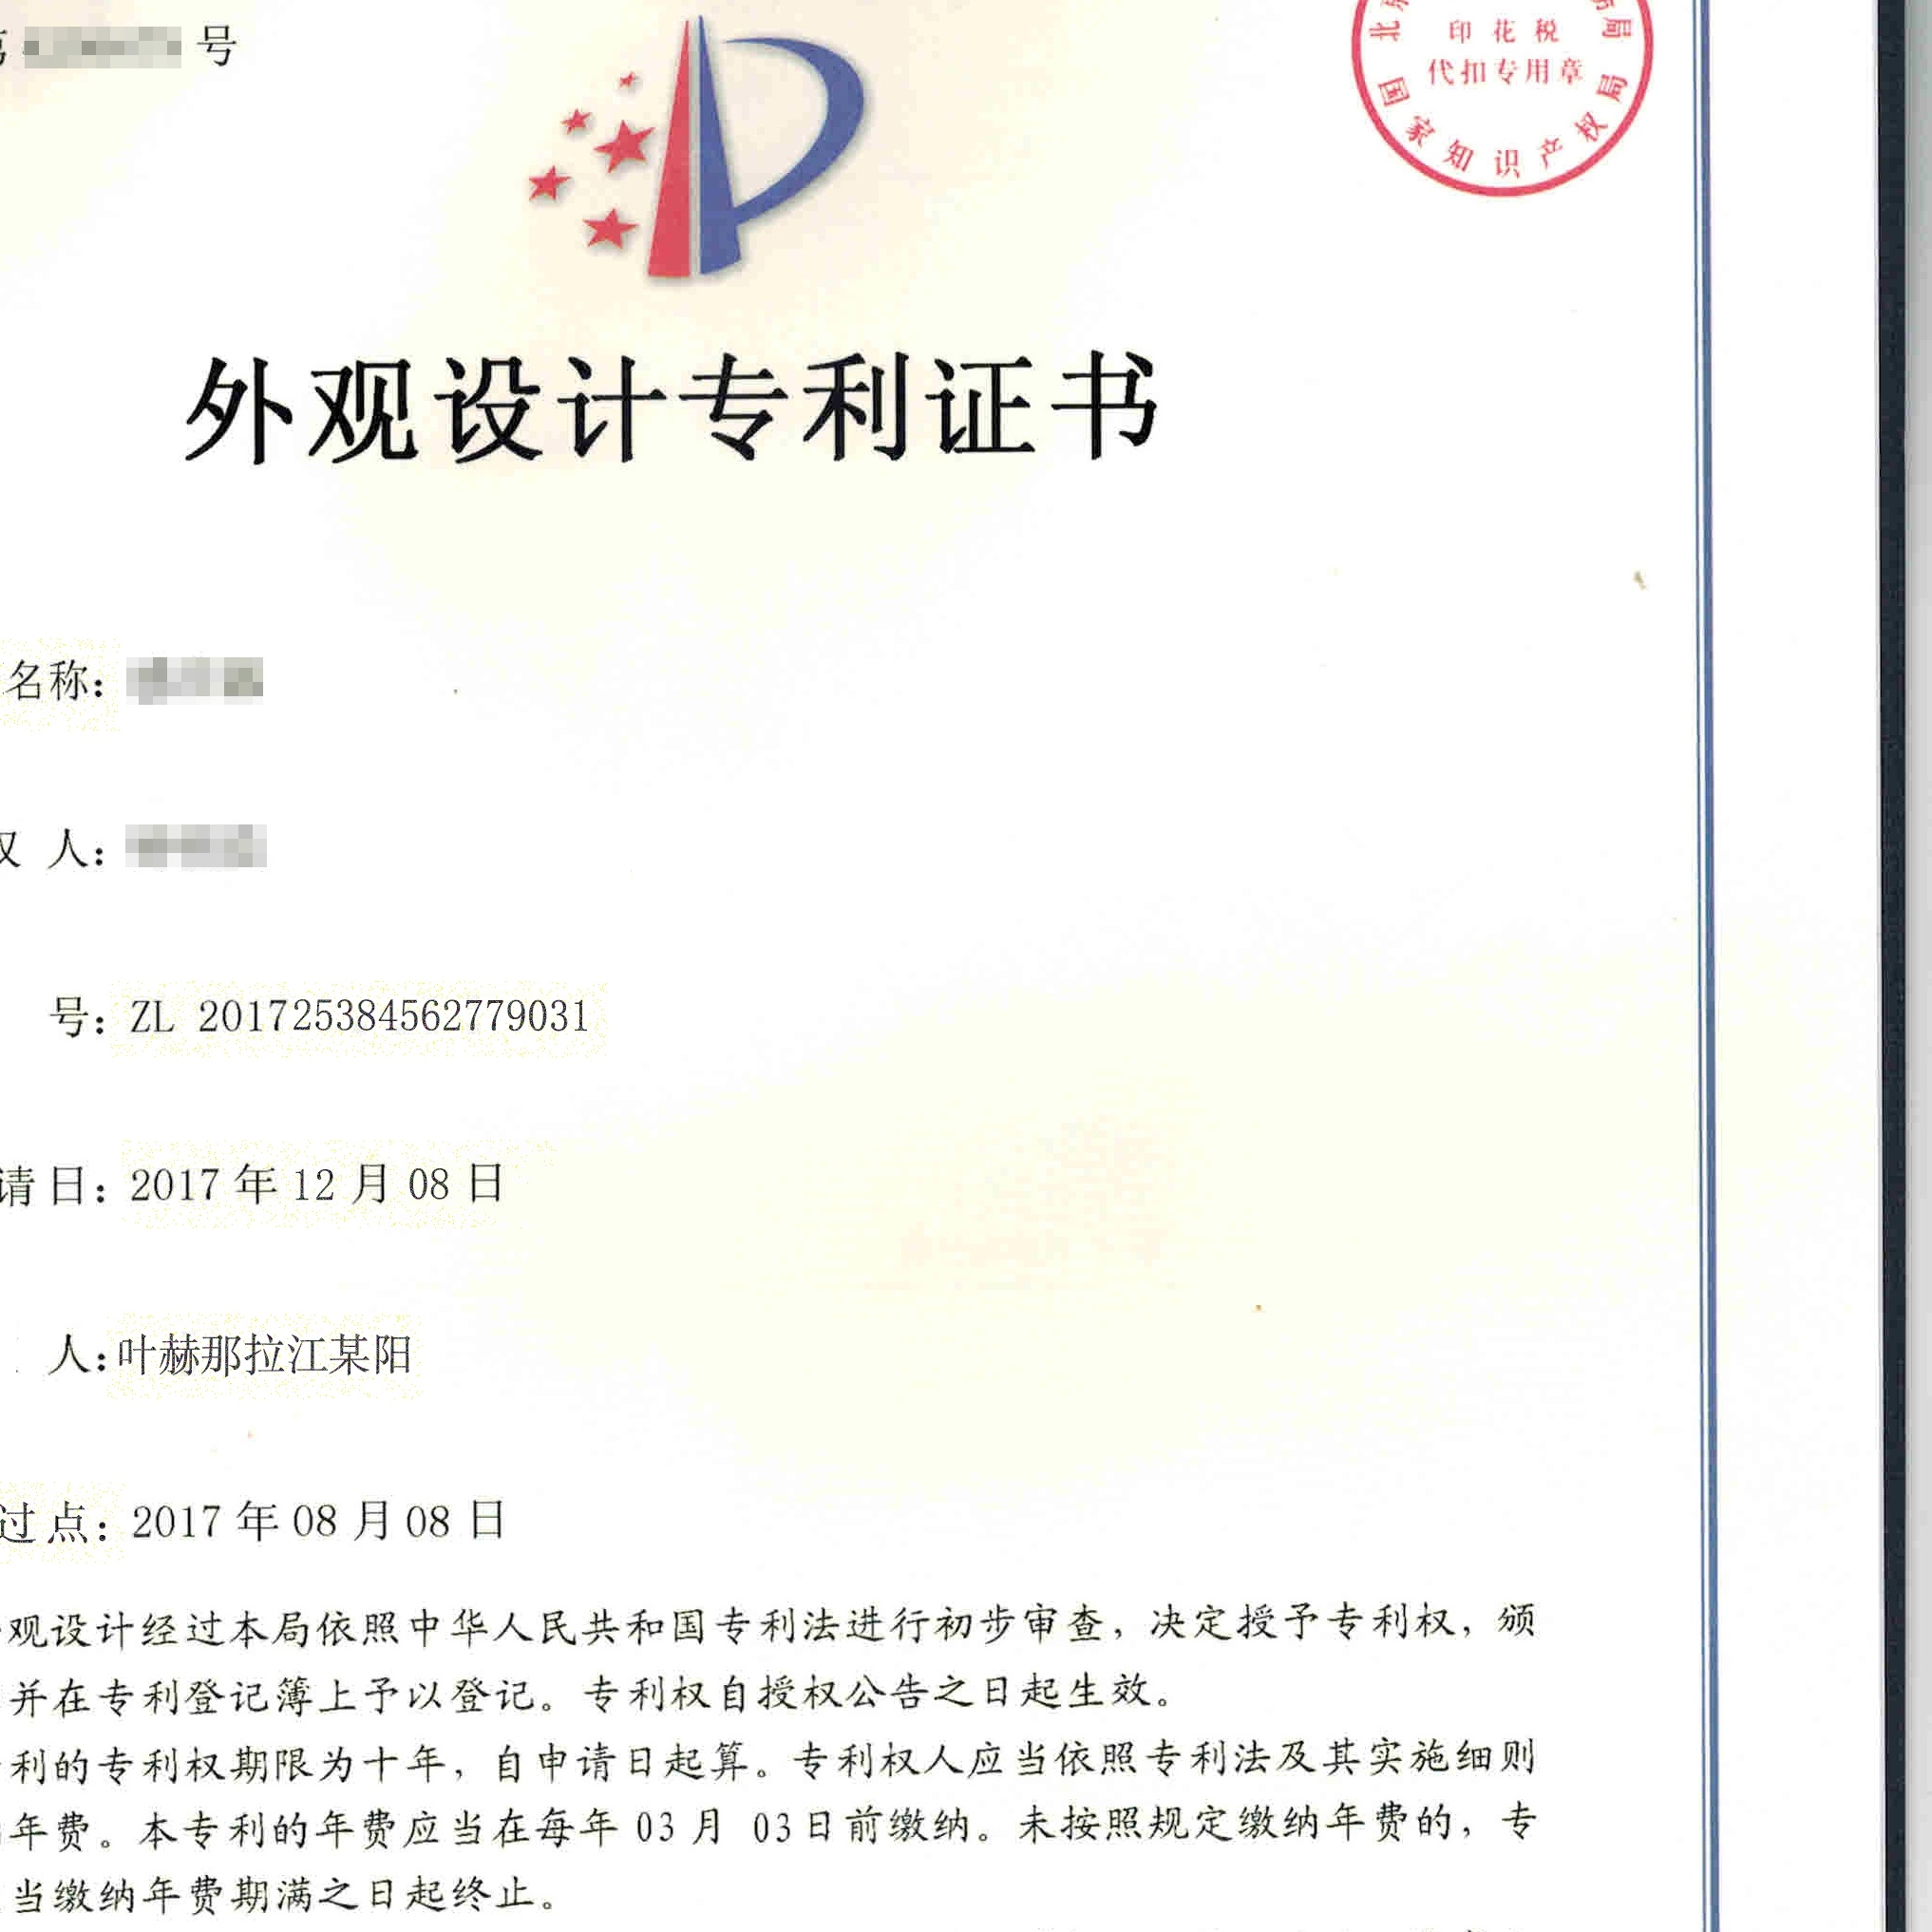 号
北
局
印花税
代扣专用章
国家知识产权局
外观设计专利证书
名称：
人：
号：ZL 201725384562779031
请日：2017 年 12 月 08 日
人：叶赫那拉江某阳
过点：2017 年 08 月 08 日
观设计经过本局依照中华人民共和国专利法进行初步审查，决定授予专利权，颁
并在专利登记簿上予以登记。专利权自授权公告之日起生效。
利的专利权期限为十年，自申请日起算。专利权人应当依照专利法及其实施细则
年费。本专利的年费应当在每年 03 月 03 日前缴纳。未按照规定缴纳年费的，专
当缴纳年费期满之日起终止。